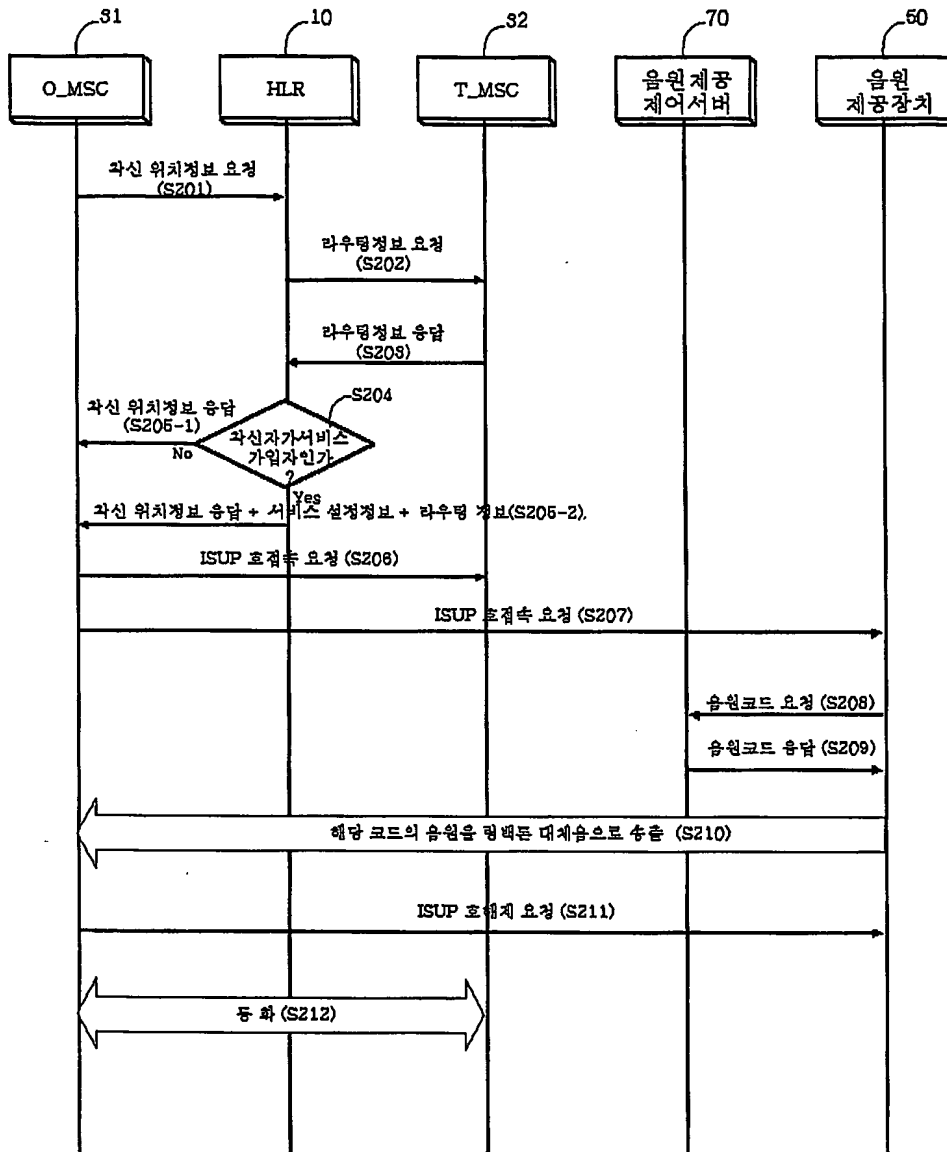 31
10
32
70
50
O_MSC
HLR
T_MSC
음원제공
제어서버
음원
제공장치
착신 위치정보 요청
(S201)
라우팅정보 요청
(S202)
라우팅정보 응답
(S203)
S204
착신 위치정보 응답
(S205-1)
No
착신자가서비스
가입자인가
?
Yes
착신 위치정보 응답 + 서비스 설정정보 + 라우팅 정보(S205-2)
ISUP 호접속 요청 (S206)
ISUP 호접속 요청 (S207)
음원코드 요청 (S208)
음원코드 응답 (S209)
해당 코드의 음원을 링백톤 대체음으로 송출 (S210)
ISUP 호해제 요청 (S211)
통 화 (S212)